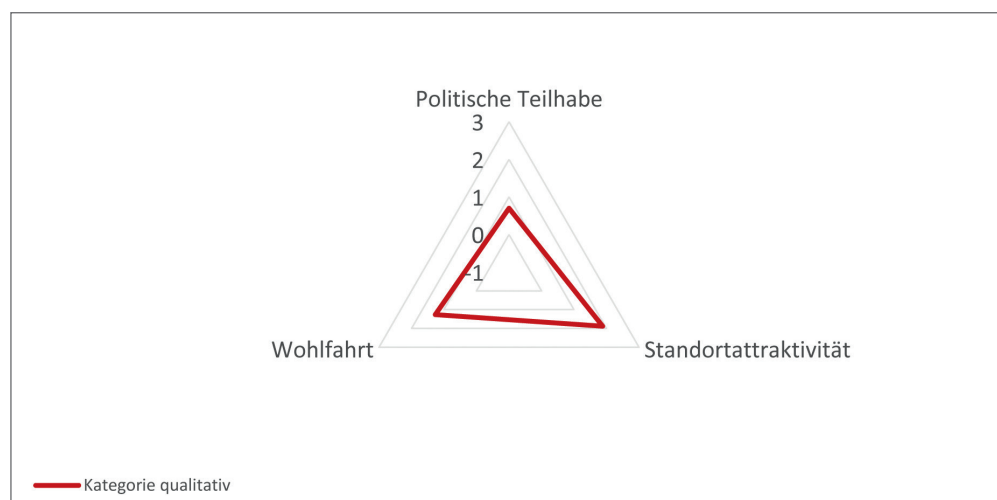 Politische Teilhabe
3
2
1
0
-1
Wohlfahrt
Standortattraktivität
Kategorie qualitativ